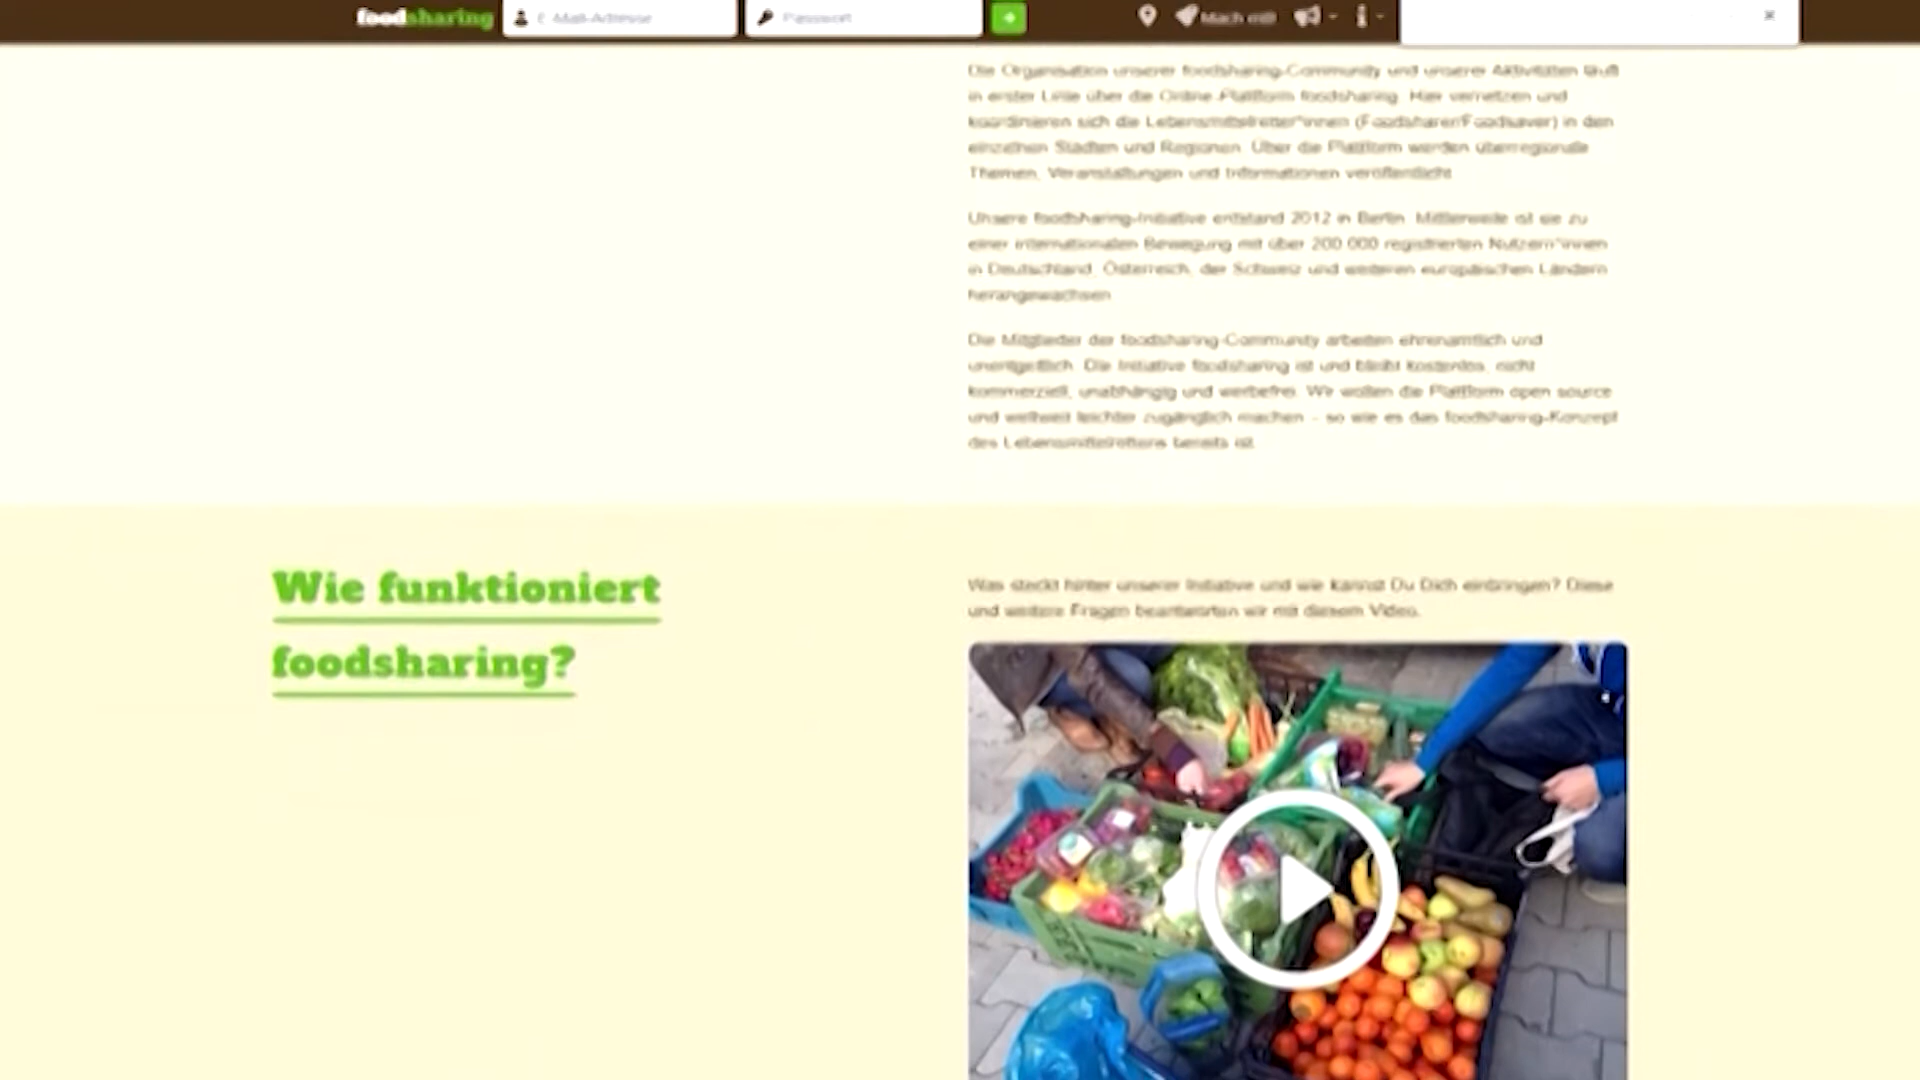 foodsharing E-Mail-Adresse Passwort Mach mit!
Die Organisation unserer foodsharing-Community und unserer Aktivitäten läuft
in erster Linie über die Online-Plattform foodsharing. Hier vernetzen und
koordinieren sich die Lebensmittelretter*innen (Foodsharer/Foodsaver) in den
einzelnen Städten und Regionen. Über die Plattform werden überregionale
Themen, Veranstaltungen und Informationen veröffentlicht.
Unsere foodsharing-Initiative entstand 2012 in Berlin. Mittlerweile ist sie zu
einer internationalen Bewegung mit über 200.000 registrierten Nutzern*innen
in Deutschland, Österreich, der Schweiz und weiteren europäischen Ländern
herangewachsen.
Die Mitglieder der foodsharing-Community arbeiten ehrenamtlich und
unentgeltlich. Die Initiative foodsharing ist und bleibt kostenlos, nicht
kommerziell, unabhängig und werbefrei. Wir wollen die Plattform open source
und weltweit leichter zugänglich machen - so wie es das foodsharing-Konzept
des Lebensmittelrettens bereits ist.
Wie funktioniert
foodsharing?
Was steckt hinter unserer Initiative und wie kannst Du Dich einbringen? Diese
und weitere Fragen beantworten wir mit diesem Video.